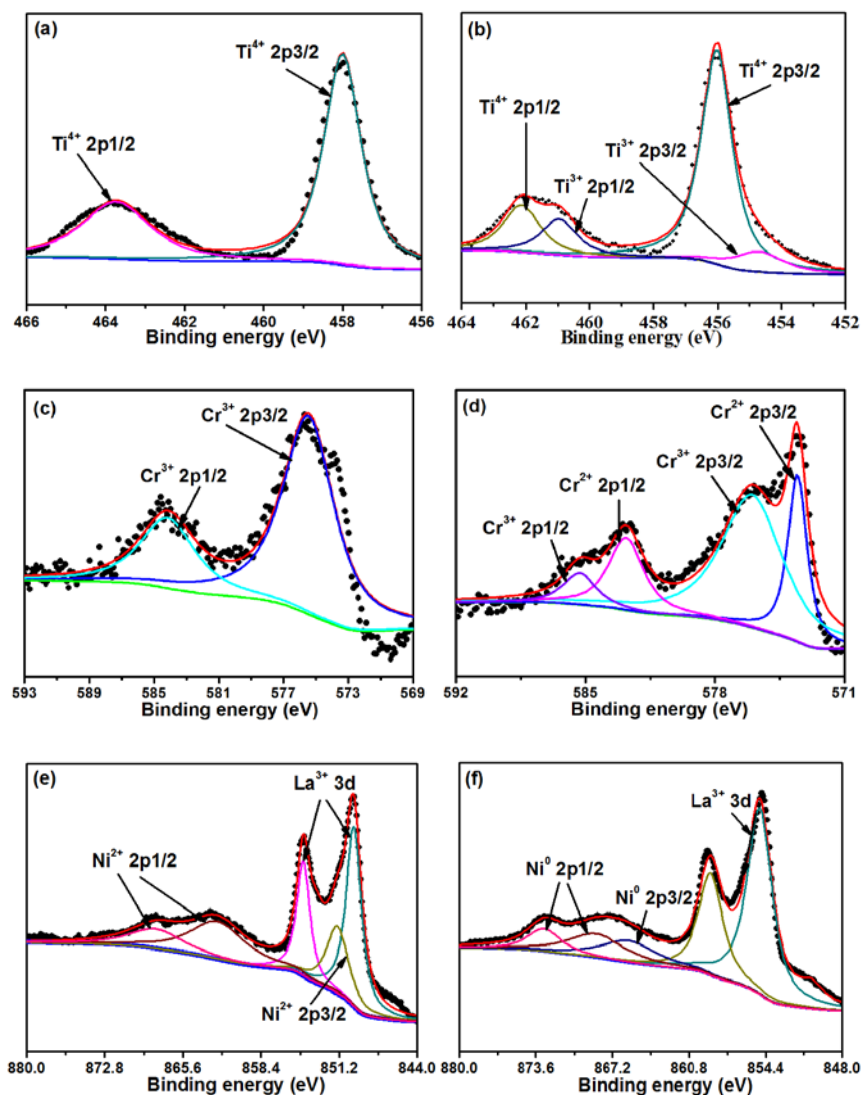 (a)
Ti⁴⁺ 2p3/2
Ti⁴⁺ 2p1/2
466 464 462 460 458 456
Binding energy (eV)
(b)
Ti⁴⁺ 2p3/2
Ti⁴⁺ 2p1/2
Ti³⁺ 2p3/2
Ti³⁺ 2p1/2
464 462 460 458 456 454 452
Binding energy (eV)
(c)
Cr³⁺ 2p3/2
Cr³⁺ 2p1/2
593 589 585 581 577 573 569
Binding energy (eV)
(d)
Cr²⁺ 2p3/2
Cr³⁺ 2p3/2
Cr²⁺ 2p1/2
Cr³⁺ 2p1/2
592 585 578 571
Binding energy (eV)
(e)
La³⁺ 3d
Ni²⁺ 2p1/2
Ni²⁺ 2p3/2
880.0 872.8 865.6 858.4 851.2 844.0
Binding energy (eV)
(f)
La³⁺ 3d
Ni⁰ 2p1/2
Ni⁰ 2p3/2
880.0 873.6 867.2 860.8 854.4 848.0
Binding energy (eV)